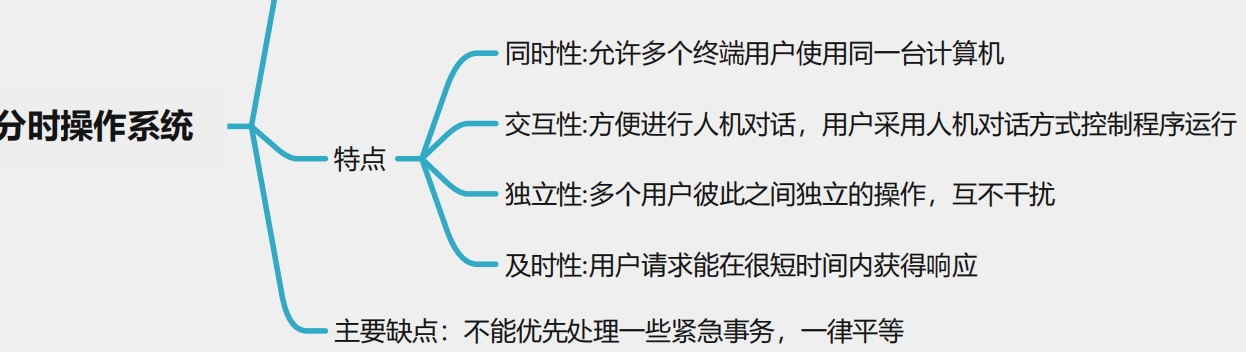 分时操作系统
特点
同时性:允许多个终端用户使用同一台计算机
交互性:方便进行人机对话，用户采用人机对话方式控制程序运行
独立性:多个用户彼此之间独立的操作，互不干扰
及时性:用户请求能在很短时间内获得响应
主要缺点：不能优先处理一些紧急事务，一律平等